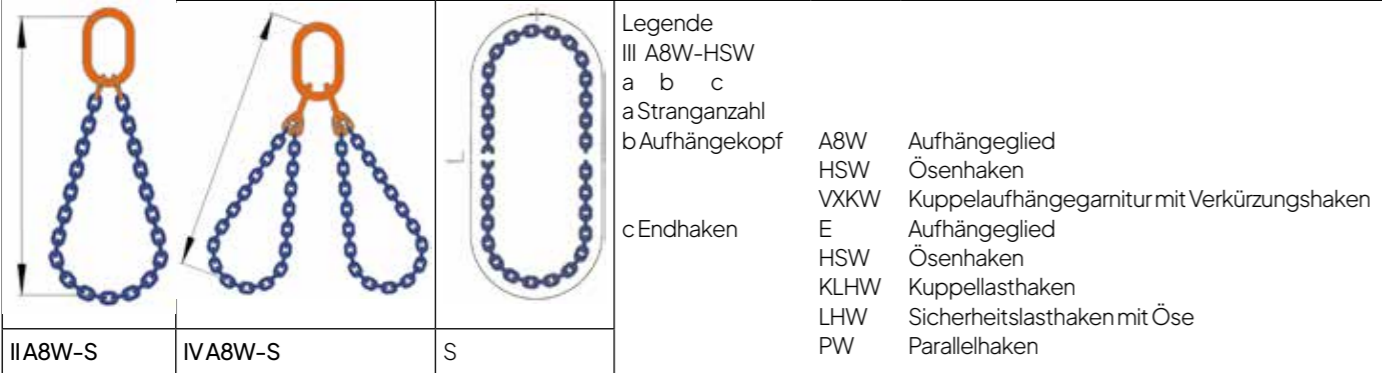 L
II A8W-S
IV A8W-S
S
Legende
III A8W-HSW
a b c
a Stranganzahl
b Aufhängekopf A8W Aufhängeglied
HSW Ösenhaken
VXKW Kuppelaufhängegarnitur mit Verkürzungshaken
c Endhaken E Aufhängeglied
HSW Ösenhaken
KLHW Kuppellasthaken
LHW Sicherheitslasthaken mit Öse
PW Parallelhaken